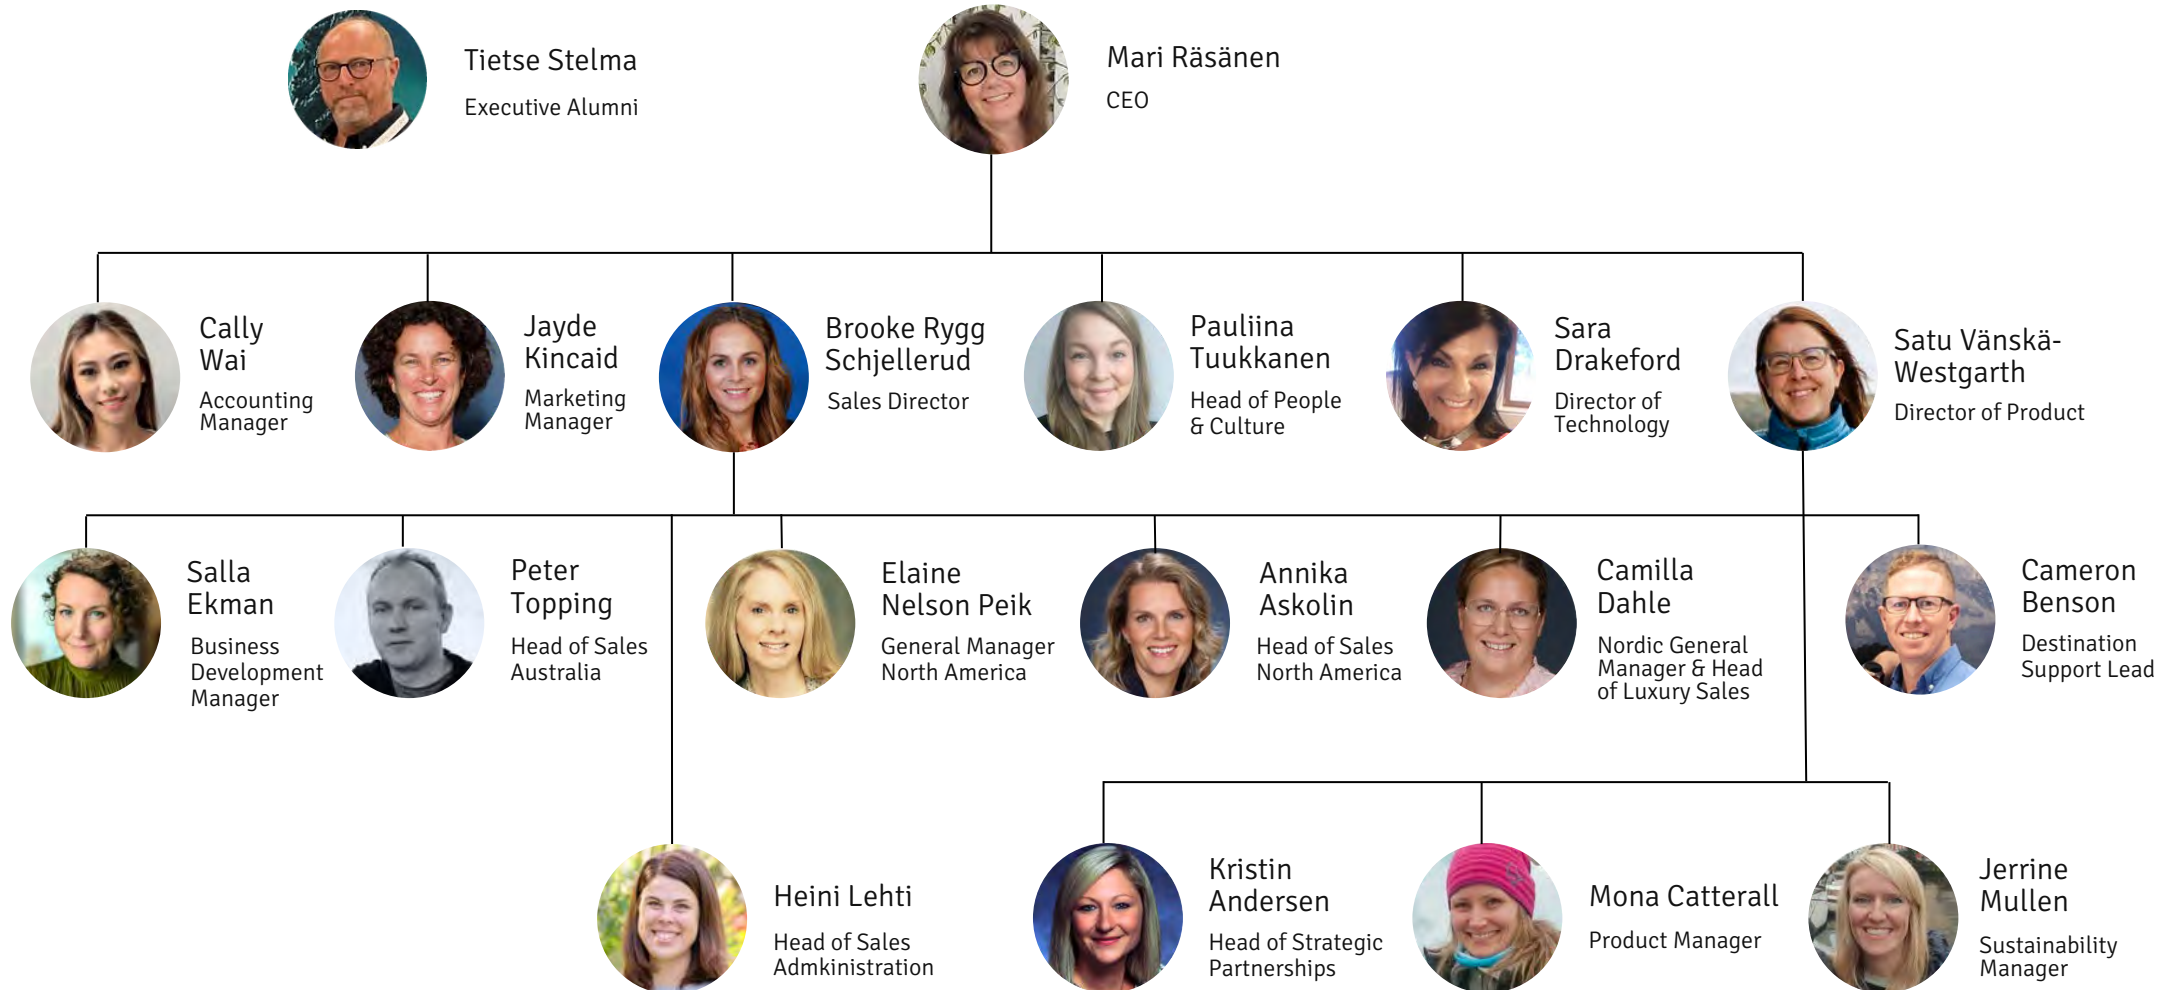 Tietse Stelma
Executive Alumni
Mari Räsänen
CEO
Cally
Wai
Accounting
Manager
Jayde
Kincaid
Marketing
Manager
Brooke Rygg
Schjellerud
Sales Director
Pauliina
Tuukkanen
Head of People
& Culture
Sara
Drakeford
Director of
Technology
Satu Vänskä-
Westgarth
Director of Product
Salla
Ekman
Business
Development
Manager
Peter
Topping
Head of Sales
Australia
Elaine
Nelson Peik
General Manager
North America
Annika
Askolin
Head of Sales
North America
Camilla
Dahle
Nordic General
Manager & Head
of Luxury Sales
Cameron
Benson
Destination
Support Lead
Heini Lehti
Head of Sales
Admkinistration
Kristin
Andersen
Head of Strategic
Partnerships
Mona Catterall
Product Manager
Jerrine
Mullen
Sustainability
Manager